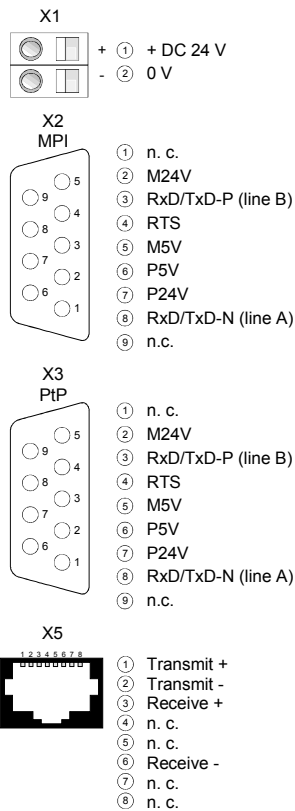 X1
+ ① + DC 24 V
- ② 0 V
X2
MPI
① n. c.
② M24V
③ RxD/TxD-P (line B)
④ RTS
⑤ M5V
⑥ P5V
⑦ P24V
⑧ RxD/TxD-N (line A)
⑨ n.c.
5
9
4
8
3
7
2
6
1
X3
PtP
① n. c.
② M24V
③ RxD/TxD-P (line B)
④ RTS
⑤ M5V
⑥ P5V
⑦ P24V
⑧ RxD/TxD-N (line A)
⑨ n.c.
5
9
4
8
3
7
2
6
1
X5
1 2 3 4 5 6 7 8
① Transmit +
② Transmit -
③ Receive +
④ n. c.
⑤ n. c.
⑥ Receive -
⑦ n. c.
⑧ n. c.